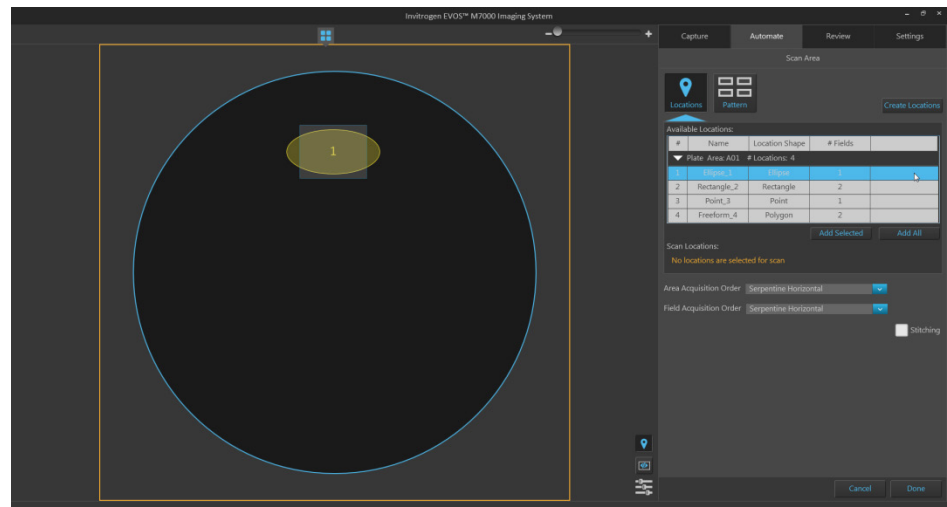 Invitrogen EVOS™ M7000 Imaging System
Capture Automate Review Settings
Scan Area
Locations Pattern
Create Locations
Available Locations:
# Name Location Shape # Fields
Plate Area: A01 # Locations: 4
1 Ellipse_1 Ellipse 1
2 Rectangle_2 Rectangle 2
3 Point_3 Point 1
4 Freeform_4 Polygon 2
Add Selected Add All
Scan Locations:
No locations are selected for scan
Area Acquisition Order Serpentine Horizontal
Field Acquisition Order Serpentine Horizontal
Stitching
Cancel Done
1